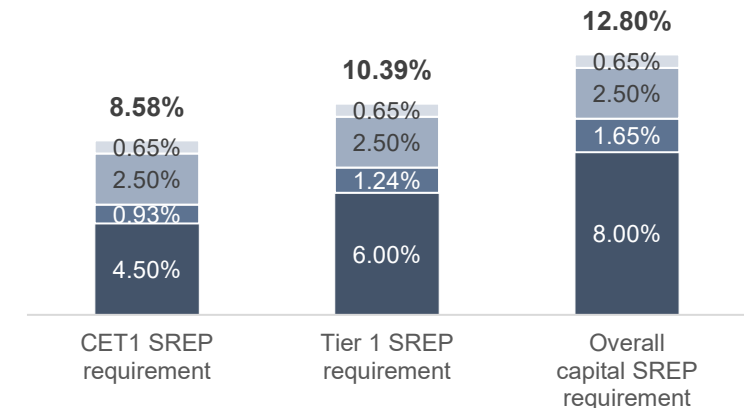 12.80%
0.65%
2.50%
1.65%
8.00%
10.39%
0.65%
2.50%
1.24%
6.00%
8.58%
0.65%
2.50%
0.93%
4.50%
CET1 SREP
requirement
Tier 1 SREP
requirement
Overall
capital SREP
requirement